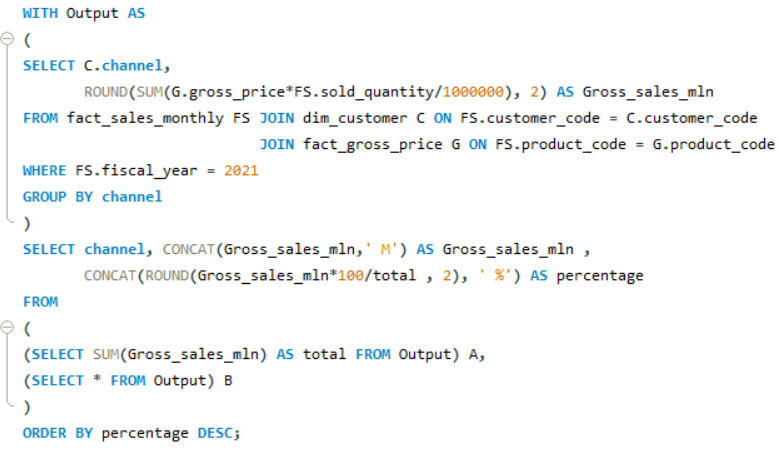 WITH Output AS
(
SELECT C.channel,
ROUND(SUM(G.gross_price*FS.sold_quantity/1000000), 2) AS Gross_sales_mln
FROM fact_sales_monthly FS JOIN dim_customer C ON FS.customer_code = C.customer_code
JOIN fact_gross_price G ON FS.product_code = G.product_code
WHERE FS.fiscal_year = 2021
GROUP BY channel
)
SELECT channel, CONCAT(Gross_sales_mln,' M') AS Gross_sales_mln ,
CONCAT(ROUND(Gross_sales_mln*100/total , 2), ' %') AS percentage
FROM
(
(SELECT SUM(Gross_sales_mln) AS total FROM Output) A,
(SELECT * FROM Output) B
)
ORDER BY percentage DESC;